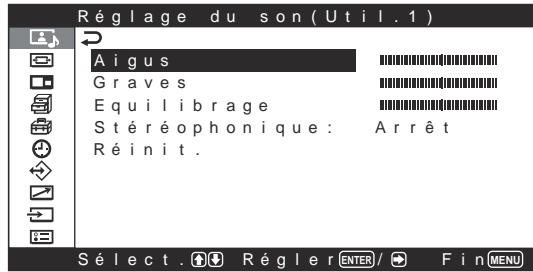 Réglage du son(Util.1)
Aigus
Graves
Equilibrage
Stéréophonique: Arrêt
Réinit.
Sélect. Régler ENTER / Fin MENU